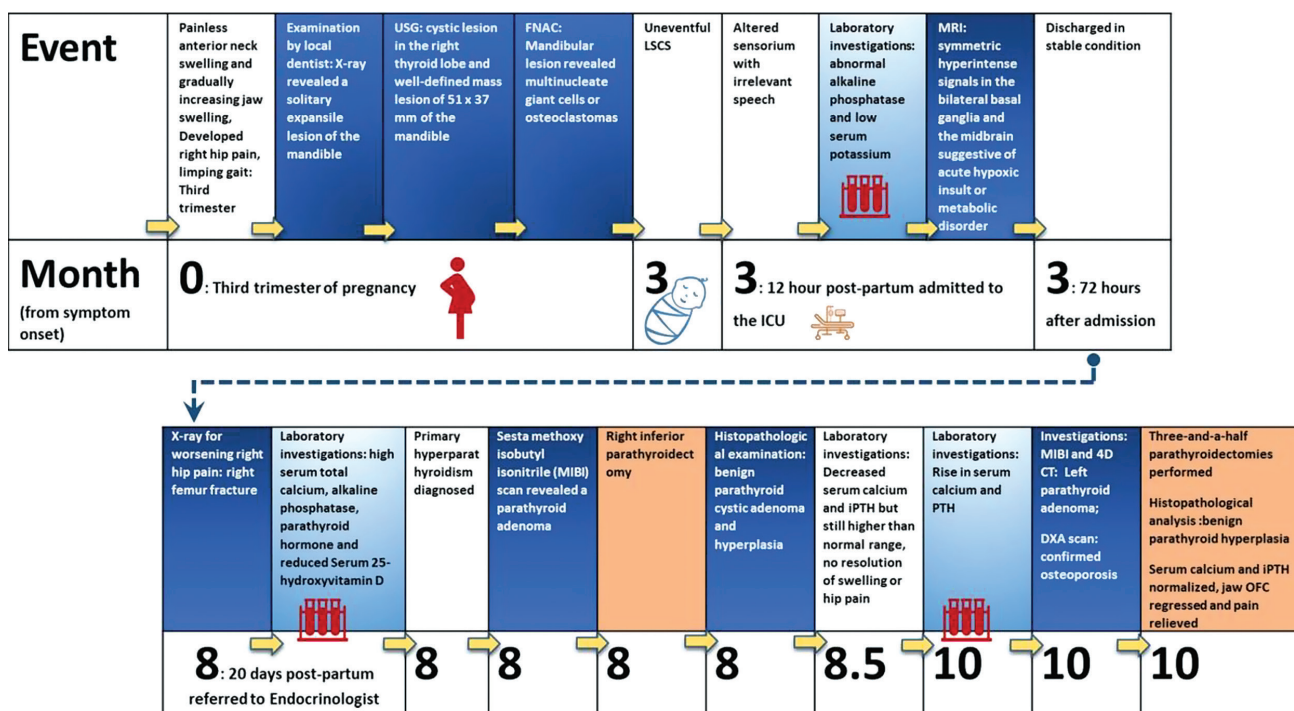 Event
Painless
anterior neck
swelling and
gradually
increasing jaw
swelling,
Developed
right hip pain,
limping gait:
Third
trimester
Examination
by local
dentist: X-ray
revealed a
solitary
expansile
lesion of the
mandible
USG: cystic lesion
in the right
thyroid lobe and
well-defined mass
lesion of 51 x 37
mm of the
mandible
FNAC:
Mandibular
lesion revealed
multinucleate
giant cells or
osteoclastomas
Uneventful
LSCS
Altered
sensorium
with
irrelevant
speech
Laboratory
investigations:
abnormal
alkaline
phosphatase
and low
serum
potassium
MRI:
symmetric
hyperintense
signals in the
bilateral basal
ganglia and
the midbrain
suggestive of
acute hypoxic
insult or
metabolic
disorder
Discharged in
stable condition
Month
(from symptom
onset)
0: Third trimester of pregnancy
3
3: 12 hour post-partum admitted to
the ICU
3: 72 hours
after admission
X-ray for
worsening right
hip pain: right
femur fracture
Laboratory
investigations: high
serum total
calcium, alkaline
phosphatase,
parathyroid
hormone and
reduced Serum 25-
hydroxyvitamin D
Primary
hyperparat
hyroidism
diagnosed
Sesta methoxy
isobutyl
isonitrile (MIBI)
scan revealed a
parathyroid
adenoma
Right inferior
parathyroidect
omy
Histopathologic
al examination:
benign
parathyroid
cystic adenoma
and
hyperplasia
Laboratory
investigations:
Decreased
serum calcium
and iPTH but
still higher than
normal range,
no resolution
of swelling or
hip pain
Laboratory
investigations:
Rise in serum
calcium and
PTH
Investigations:
MIBI and 4D
CT: Left
parathyroid
adenoma;
DXA scan:
confirmed
osteoporosis
Three-and-a-half
parathyroidectomies
performed
Histopathological
analysis :benign
parathyroid hyperplasia
Serum calcium and iPTH
normalized, jaw OFC
regressed and pain
relieved
8: 20 days post-partum
referred to Endocrinologist
8
8
8
8
8.5
10
10
10